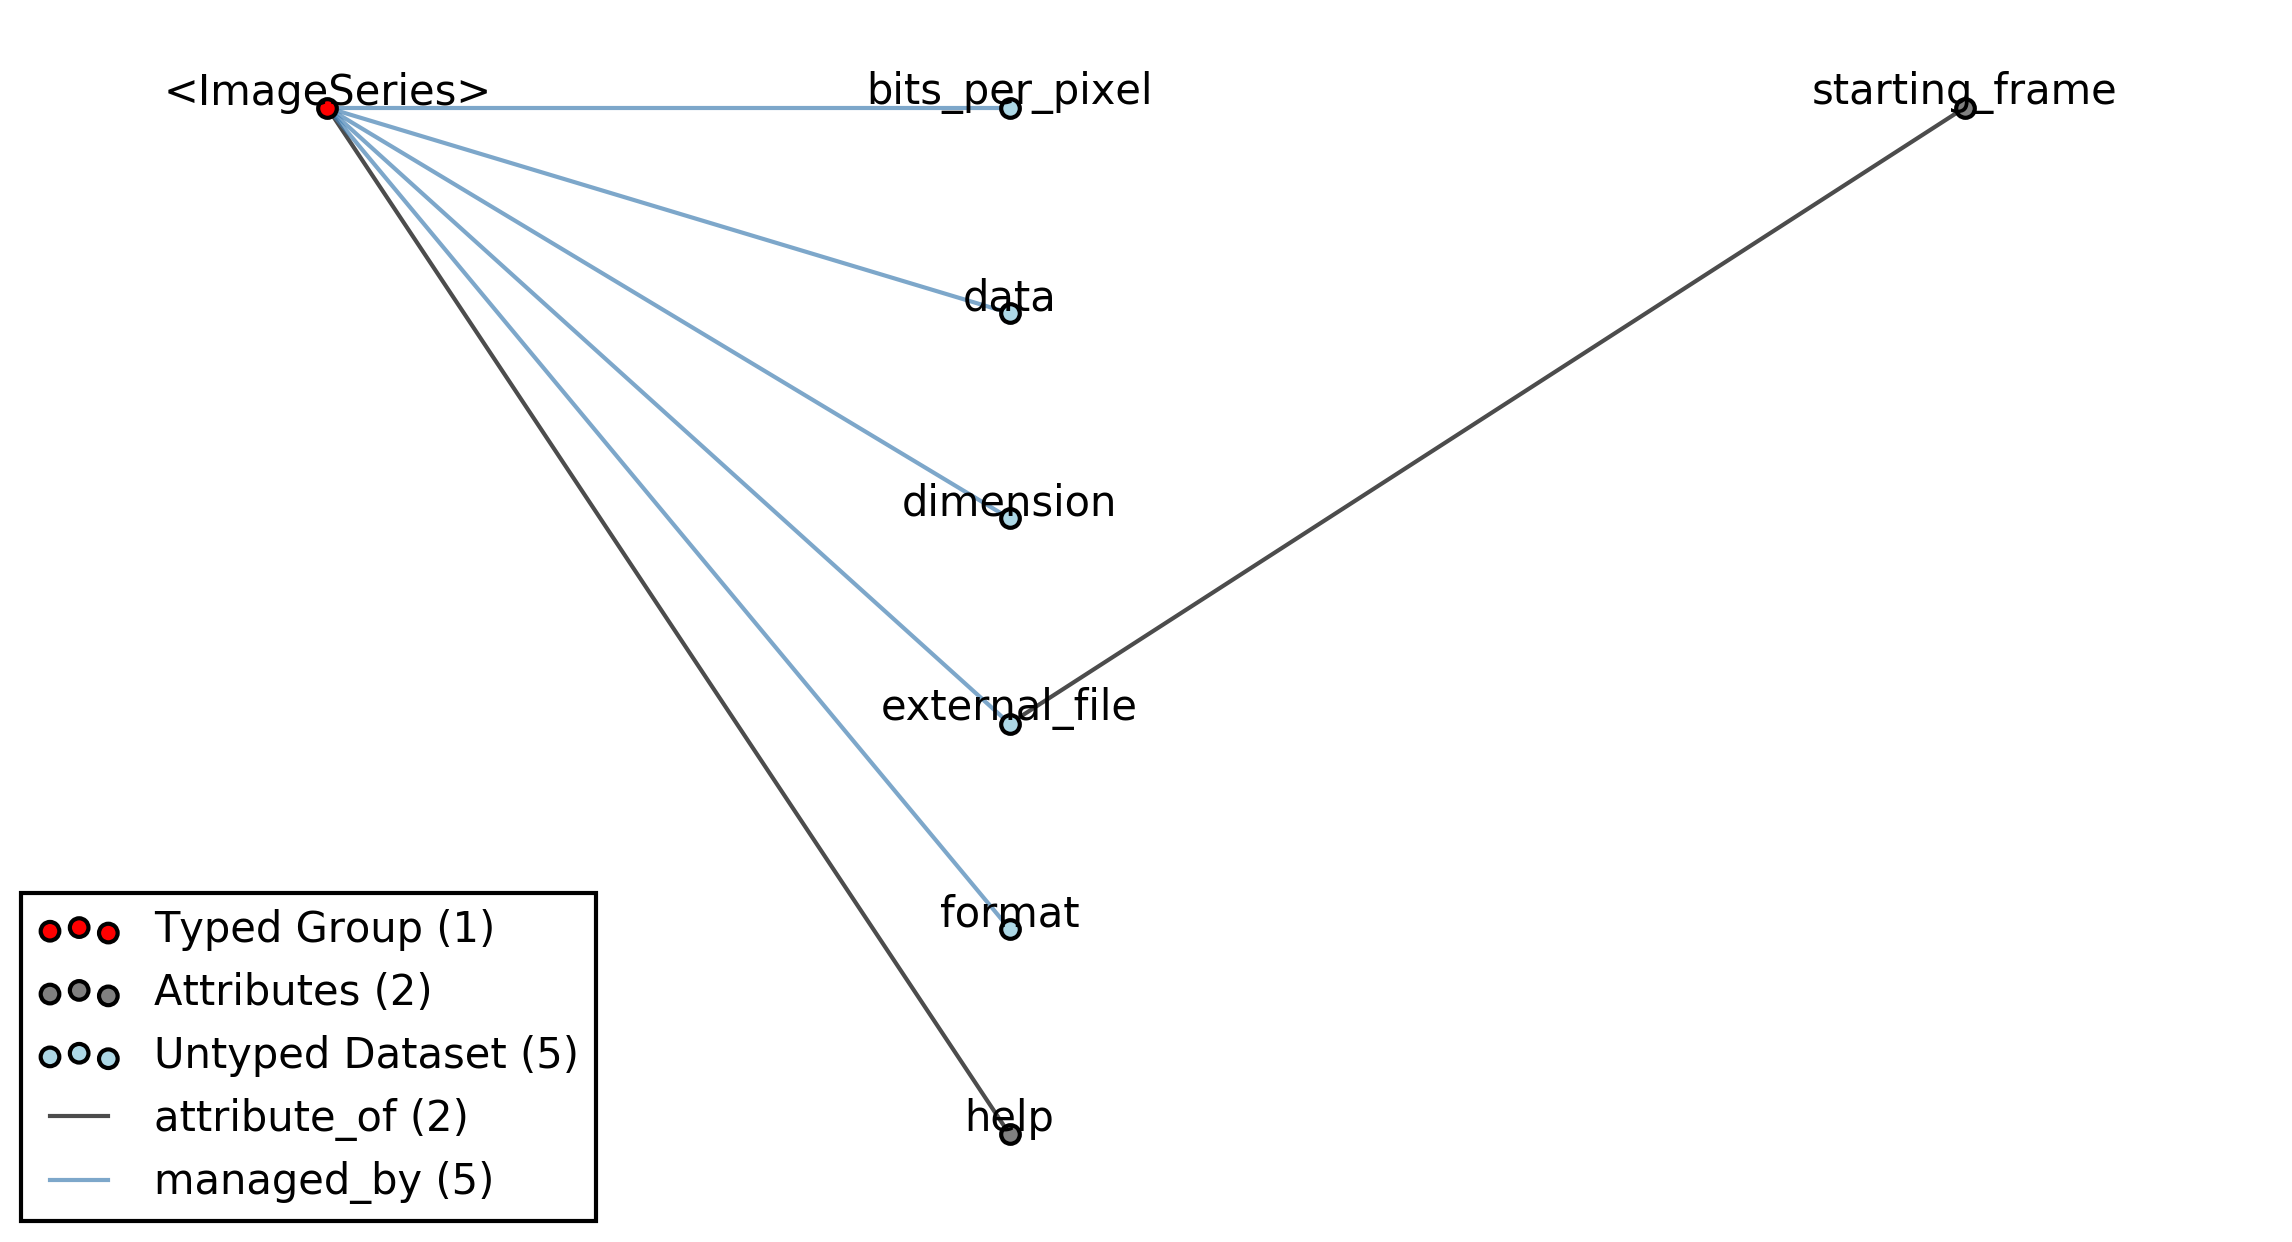 <ImageSeries>
bits_per_pixel
starting_frame
data
dimension
external_file
format
help
Typed Group (1)
Attributes (2)
Untyped Dataset (5)
attribute_of (2)
managed_by (5)